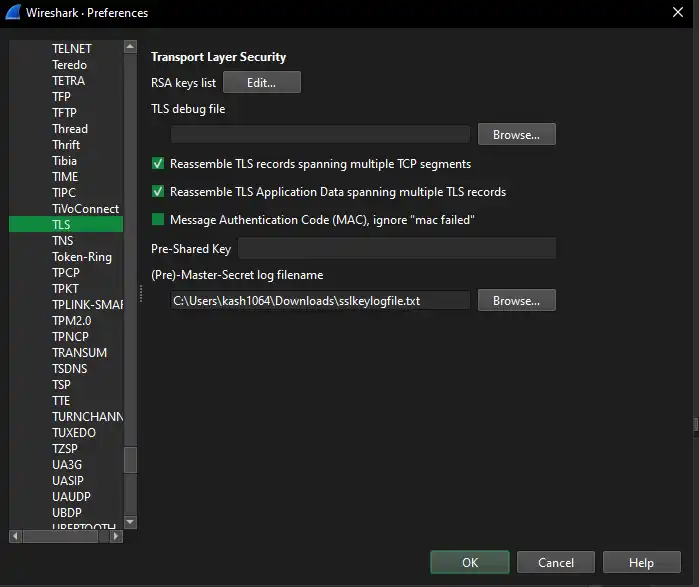 Wireshark · Preferences
TELNET
Teredo
TETRA
TFP
TFTP
Thread
Thrift
Tibia
TIME
TIPC
TiVoConnect
TLS
TNS
Token-Ring
TPCP
TPKT
TPLINK-SMAR
TPM2.0
TPNCP
TRANSUM
TSDNS
TSP
TTE
TURNCHANN
TUXEDO
TZSP
UA3G
UASIP
UAUDP
UBDP
UBERTOOTH
Transport Layer Security
RSA keys list Edit...
TLS debug file
Browse...
Reassemble TLS records spanning multiple TCP segments
Reassemble TLS Application Data spanning multiple TLS records
Message Authentication Code (MAC), ignore "mac failed"
Pre-Shared Key
(Pre)-Master-Secret log filename
C:\Users\kash1064\Downloads\sslkeylogfile.txt Browse...
OK Cancel Help